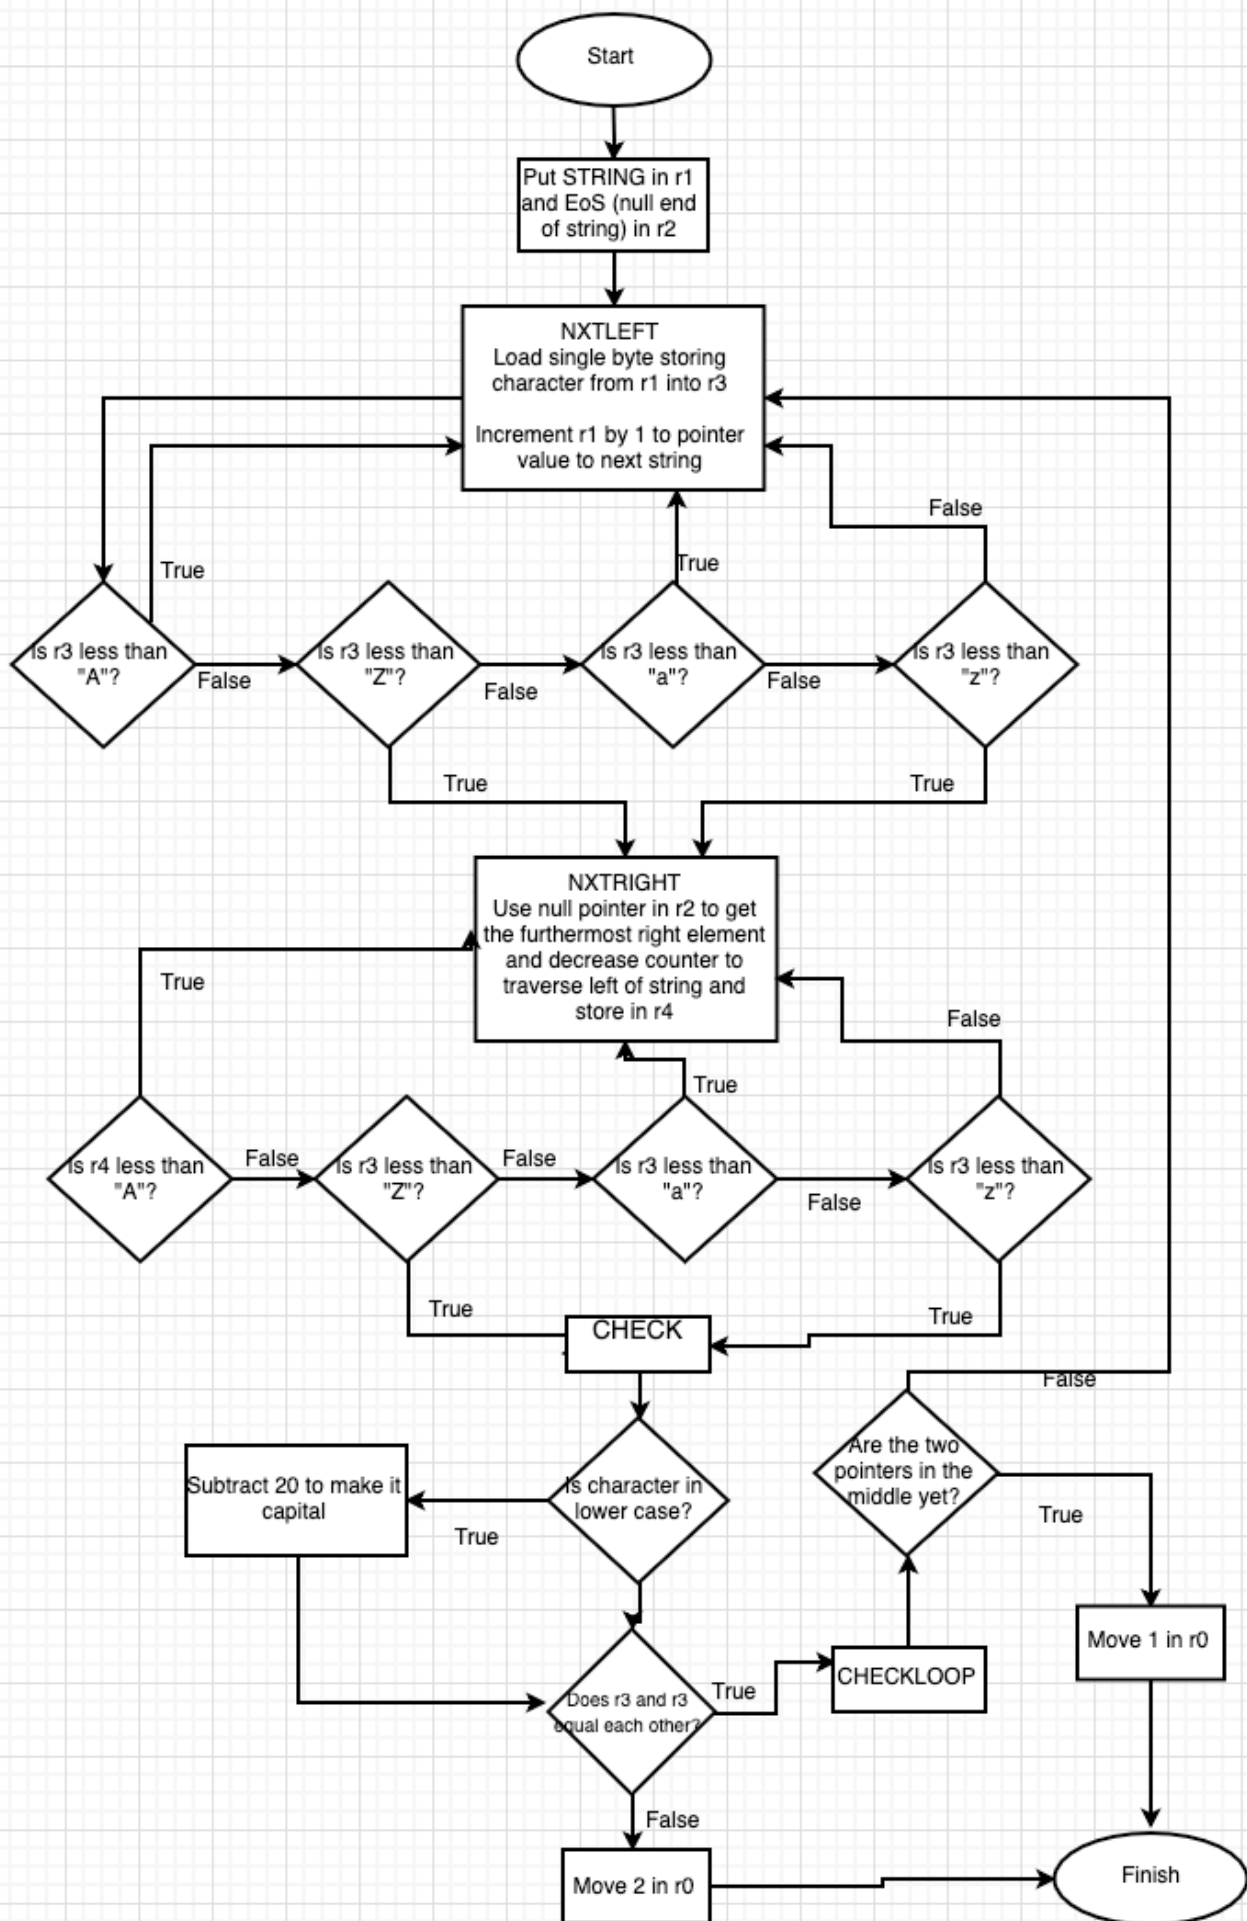 Start
Put STRING in r1
and EoS (null end
of string) in r2
NXTLEFT
Load single byte storing
character from r1 into r3
Increment r1 by 1 to pointer
value to next string
False
True
True
Is r3 less than
"A"?
False
Is r3 less than
"Z"?
False
Is r3 less than
"a"?
False
Is r3 less than
"z"?
True
True
NXTRIGHT
Use null pointer in r2 to get
the furthermost right element
and decrease counter to
traverse left of string and
store in r4
True
False
True
Is r4 less than
"A"?
False
Is r3 less than
"Z"?
False
Is r3 less than
"a"?
False
Is r3 less than
"z"?
True
True
CHECK
False
Are the two
pointers in the
middle yet?
True
Subtract 20 to make it
capital
Is character in
lower case?
True
Move 1 in r0
CHECKLOOP
Does r3 and r3
equal each other?
True
False
Move 2 in r0
Finish